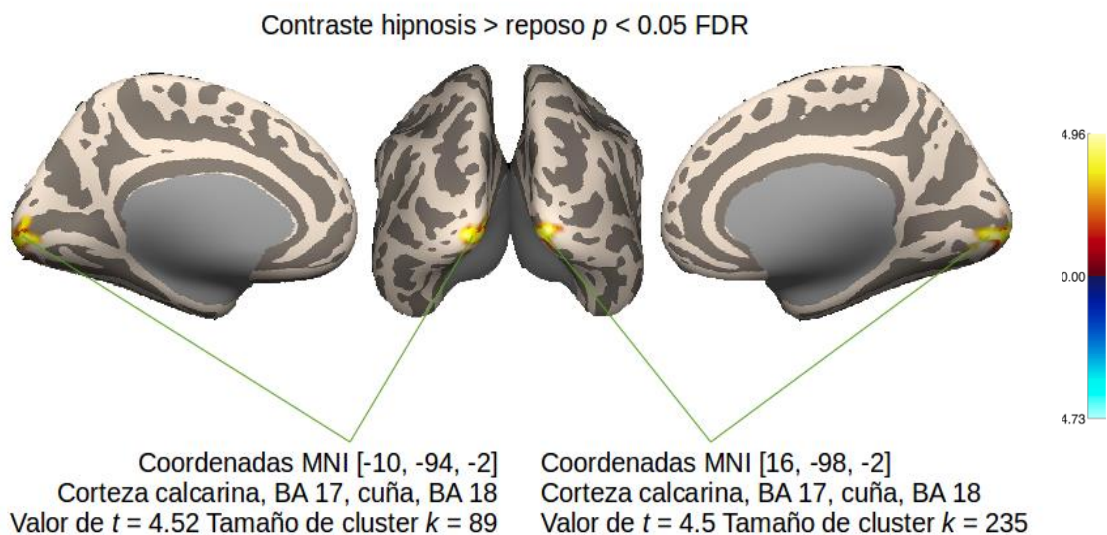 Contraste hipnosis > reposo p < 0.05 FDR
4.96
0.00
4.73
Coordenadas MNI [-10, -94, -2]
Corteza calcarina, BA 17, cuña, BA 18
Valor de t = 4.52 Tamaño de cluster k = 89
Coordenadas MNI [16, -98, -2]
Corteza calcarina, BA 17, cuña, BA 18
Valor de t = 4.5 Tamaño de cluster k = 235